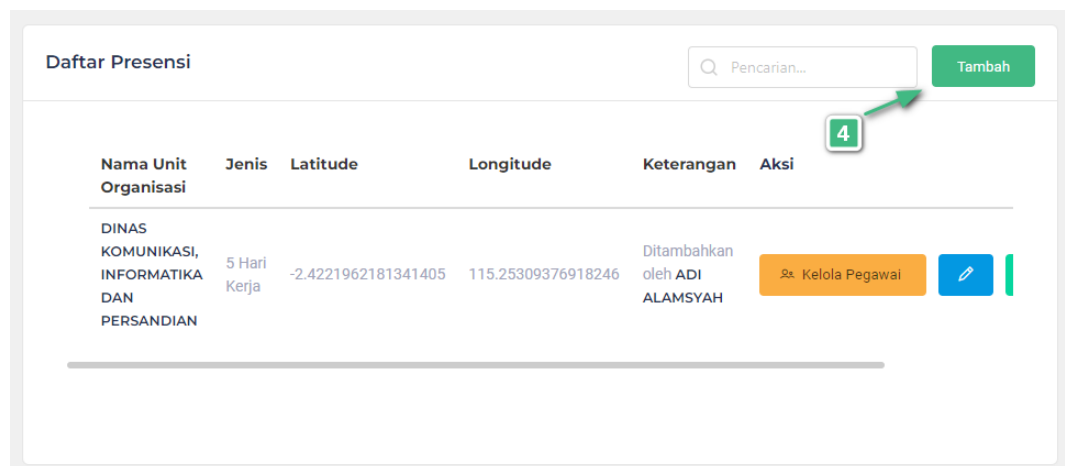 Daftar Presensi
Pencarian...
Tambah
4
Nama Unit Organisasi
Jenis
Latitude
Longitude
Keterangan
Aksi
DINAS
KOMUNIKASI,
INFORMATIKA
DAN
PERSANDIAN
5 Hari
Kerja
-2.4221962181341405
115.25309376918246
Ditambahkan
oleh ADI
ALAMSYAH
Kelola Pegawai